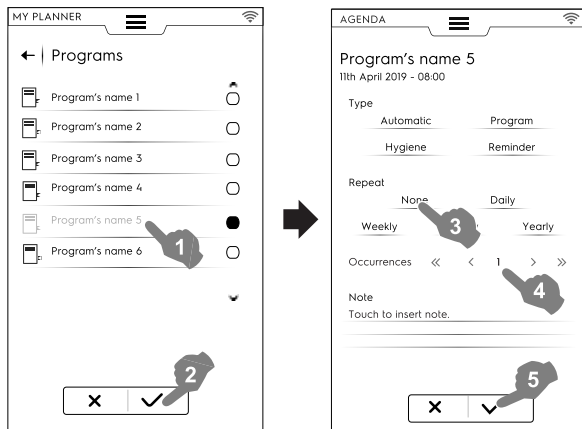 MY PLANNER
Programs
Program's name 1
Program's name 2
Program's name 3
Program's name 4
Program's name 5
Program's name 6
1
2
AGENDA
Program's name 5
11th April 2019 - 08:00
Type
Automatic Program
Hygiene Reminder
Repeat
None Daily
3
Weekly Yearly
Occurrences « < 1 > »
4
Note
Touch to insert note.
5